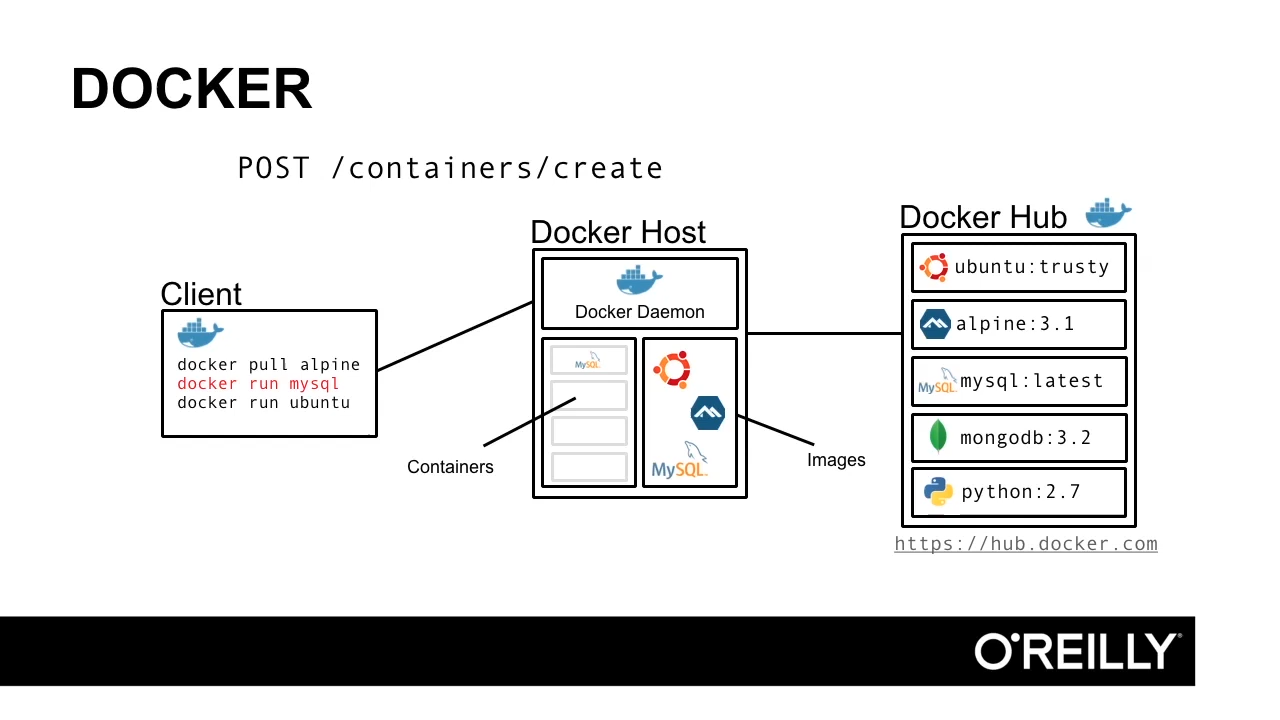 DOCKER
POST /containers/create
Client
docker pull alpine
docker run mysql
docker run ubuntu
Docker Host
Docker Daemon
MySQL
MySQL
Containers
Images
Docker Hub
ubuntu:trusty
alpine:3.1
MySQL mysql:latest
mongodb:3.2
python:2.7
https://hub.docker.com
O'REILLY®